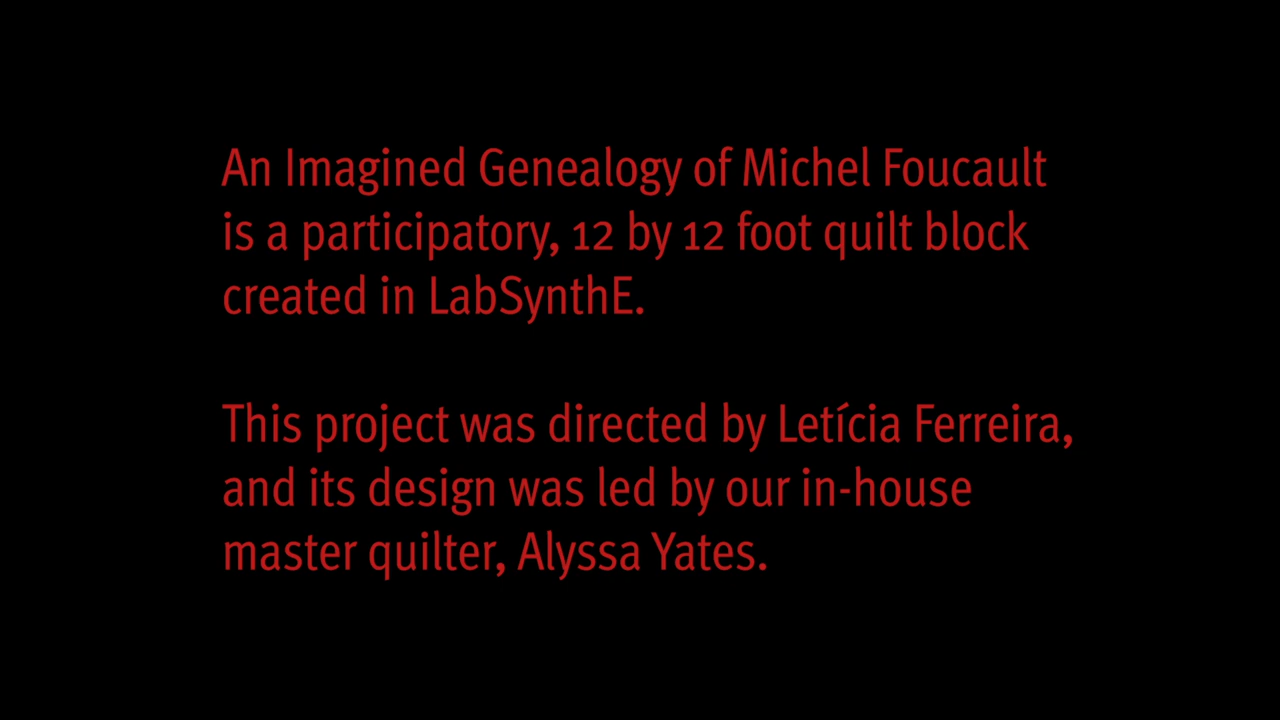 An Imagined Genealogy of Michel Foucault
is a participatory, 12 by 12 foot quilt block
created in LabSynthE.
This project was directed by Letícia Ferreira,
and its design was led by our in-house
master quilter, Alyssa Yates.